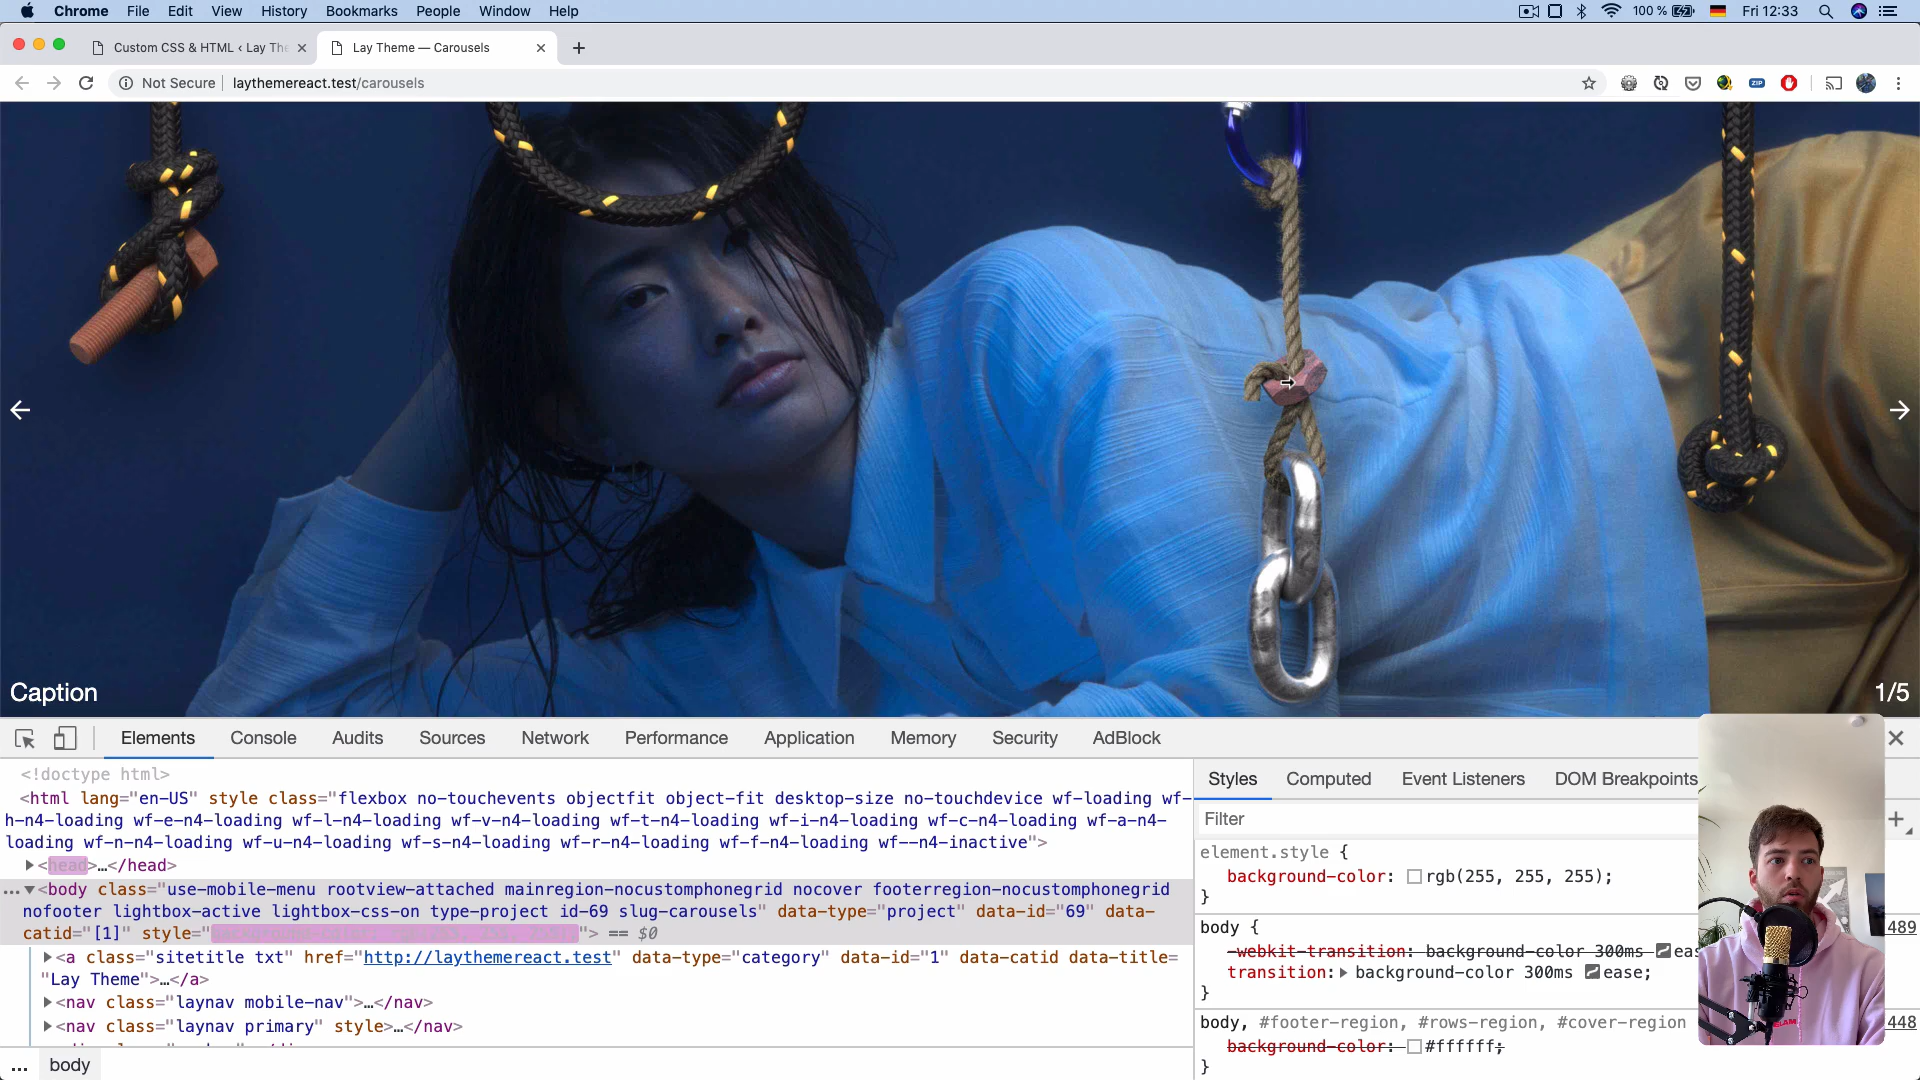 Chrome File Edit View History Bookmarks People Window Help 100 % Fri 12:33
Custom CSS & HTML ‹ Lay The
Lay Theme — Carousels
Not Secure laythemereact.test/carousels
ZIP
Caption
1/5
Elements Console Audits Sources Network Performance Application Memory Security AdBlock
<!doctype html>
<html lang="en-US" style class="flexbox no-touchevents objectfit object-fit desktop-size no-touchdevice wf-loading wf-
h-n4-loading wf-e-n4-loading wf-l-n4-loading wf-v-n4-loading wf-t-n4-loading wf-i-n4-loading wf-c-n4-loading wf-a-n4-
loading wf-n-n4-loading wf-u-n4-loading wf-s-n4-loading wf-r-n4-loading wf-f-n4-loading wf--n4-inactive">
<head>…</head>
<body class="use-mobile-menu rootview-attached mainregion-nocustomphonegrid nocover footerregion-nocustomphonegrid
nofooter lightbox-active lightbox-css-on type-project id-69 slug-carousels" data-type="project" data-id="69" data-
catid="[1]" style="background-color: rgb(255, 255, 255);"> == $0
<a class="sitetitle txt" href="http://laythemereact.test" data-type="category" data-id="1" data-catid data-title=
"Lay Theme">…</a>
<nav class="laynav mobile-nav">…</nav>
<nav class="laynav primary" style>…</nav>
… body
Styles Computed Event Listeners DOM Breakpoints
Filter
element.style {
background-color: rgb(255, 255, 255);
}
body {
489
-webkit-transition: background-color 300ms eas
transition: background-color 300ms ease;
}
body, #footer-region, #rows-region, #cover-region
448
background-color: #ffffff;
}